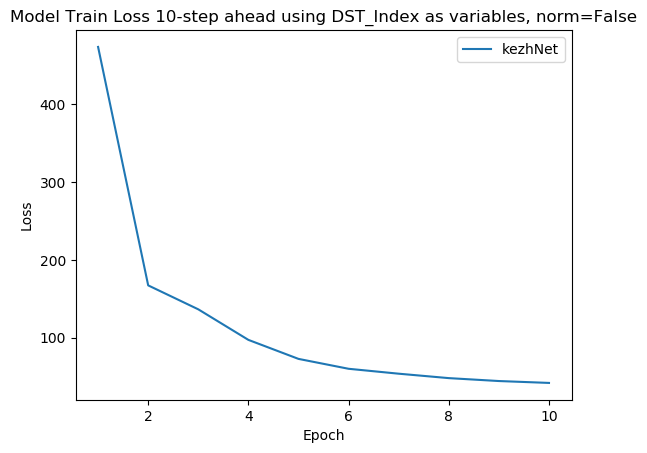 Model Train Loss 10-step ahead using DST_Index as variables, norm=False
kezhNet
400
300
200
100
Loss
2 4 6 8 10
Epoch